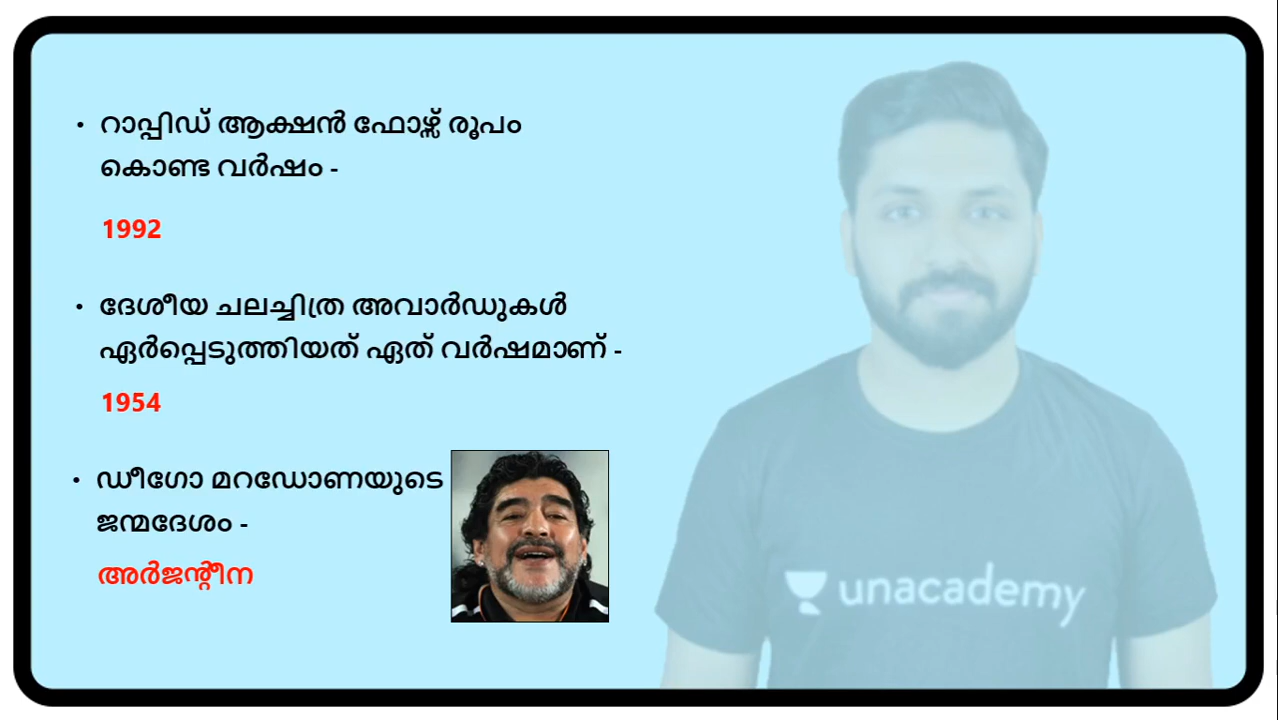 • റാപ്പിഡ് ആക്ഷൻ ഫോഴ്സ് രൂപം
കൊണ്ട വർഷം -
1992
• ദേശീയ ചലച്ചിത്ര അവാർഡുകൾ
ഏർപ്പെടുത്തിയത് ഏത് വർഷമാണ് -
1954
• ഡീഗോ മറഡോണയുടെ
ജന്മദേശം -
അർജന്റീന
unacademy